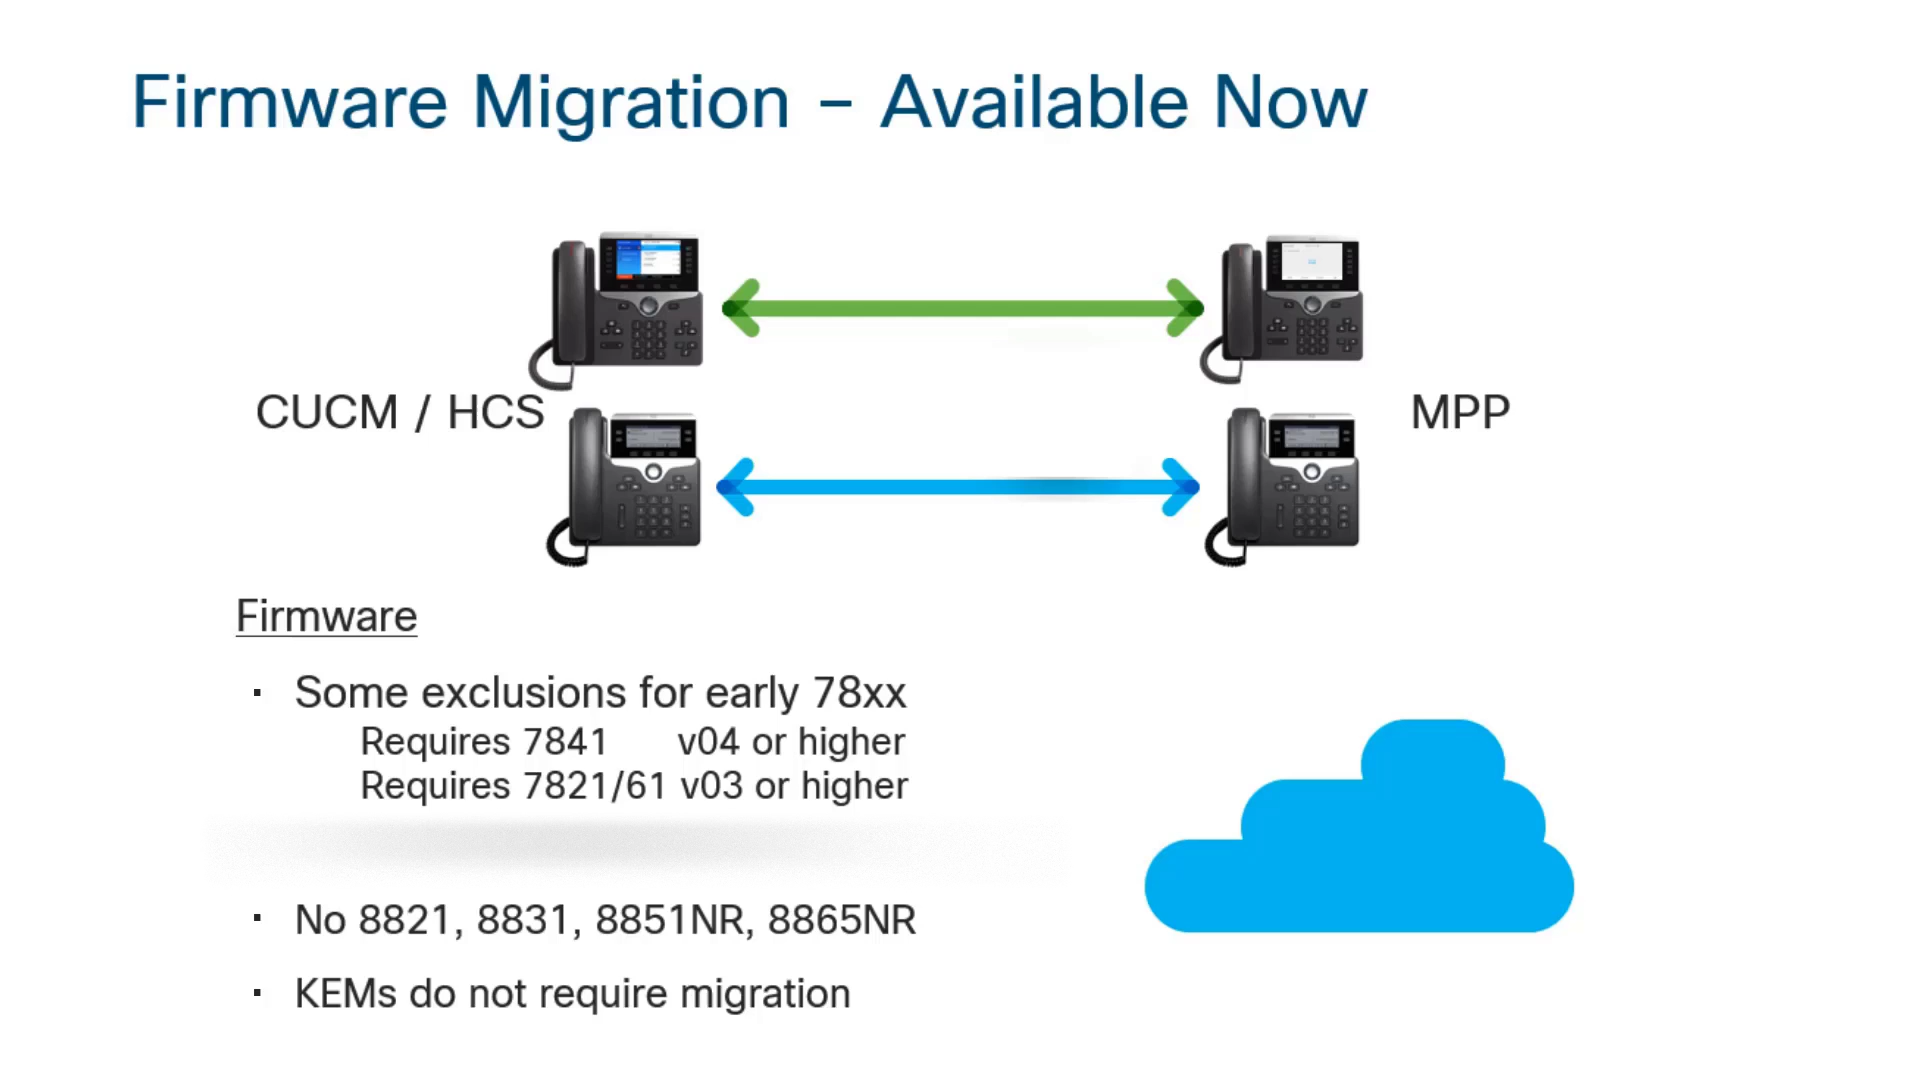 Firmware Migration – Available Now
CUCM / HCS
MPP
Firmware
· Some exclusions for early 78xx
Requires 7841 v04 or higher
Requires 7821/61 v03 or higher
· No 8821, 8831, 8851NR, 8865NR
· KEMs do not require migration